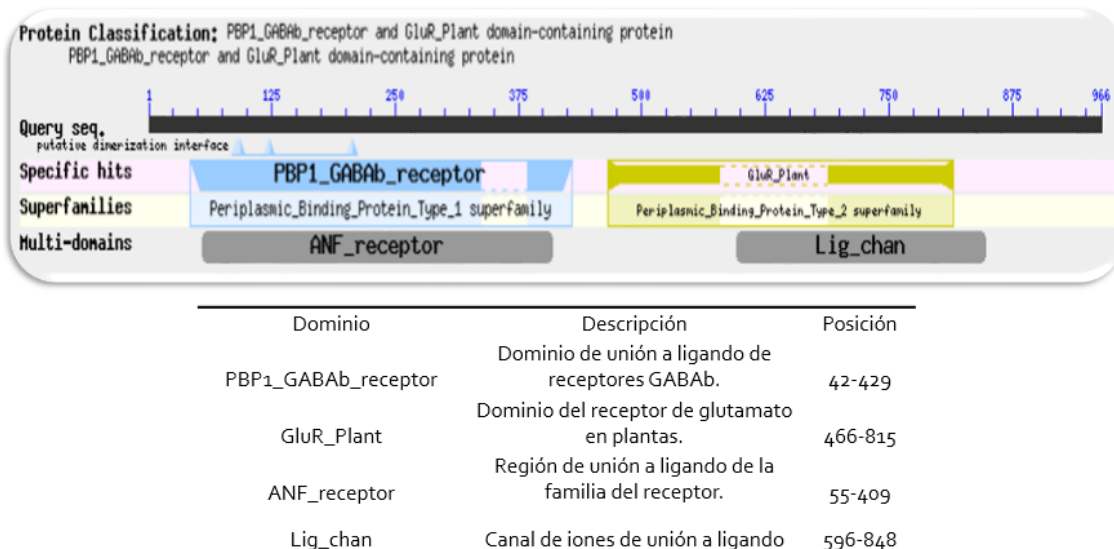 Protein Classification: PBP1_GABAb_receptor and GluR_Plant domain-containing protein
PBP1_GABAb_receptor and GluR_Plant domain-containing protein
1 125 250 375 500 625 750 875 966
Query seq.
putative dimerization interface
Specific hits PBP1_GABAb_receptor GluR_Plant
Superfamilies Periplasmic_Binding_Protein_Type_1 superfamily Periplasmic_Binding_Protein_Type_2 superfamily
Multi-domains ANF_receptor Lig_chan
Dominio Descripción Posición
Dominio de unión a ligando de
PBP1_GABAb_receptor receptores GABAb. 42-429
Dominio del receptor de glutamato
GluR_Plant en plantas. 466-815
Región de unión a ligando de la
ANF_receptor familia del receptor. 55-409
Lig_chan Canal de iones de unión a ligando 596-848